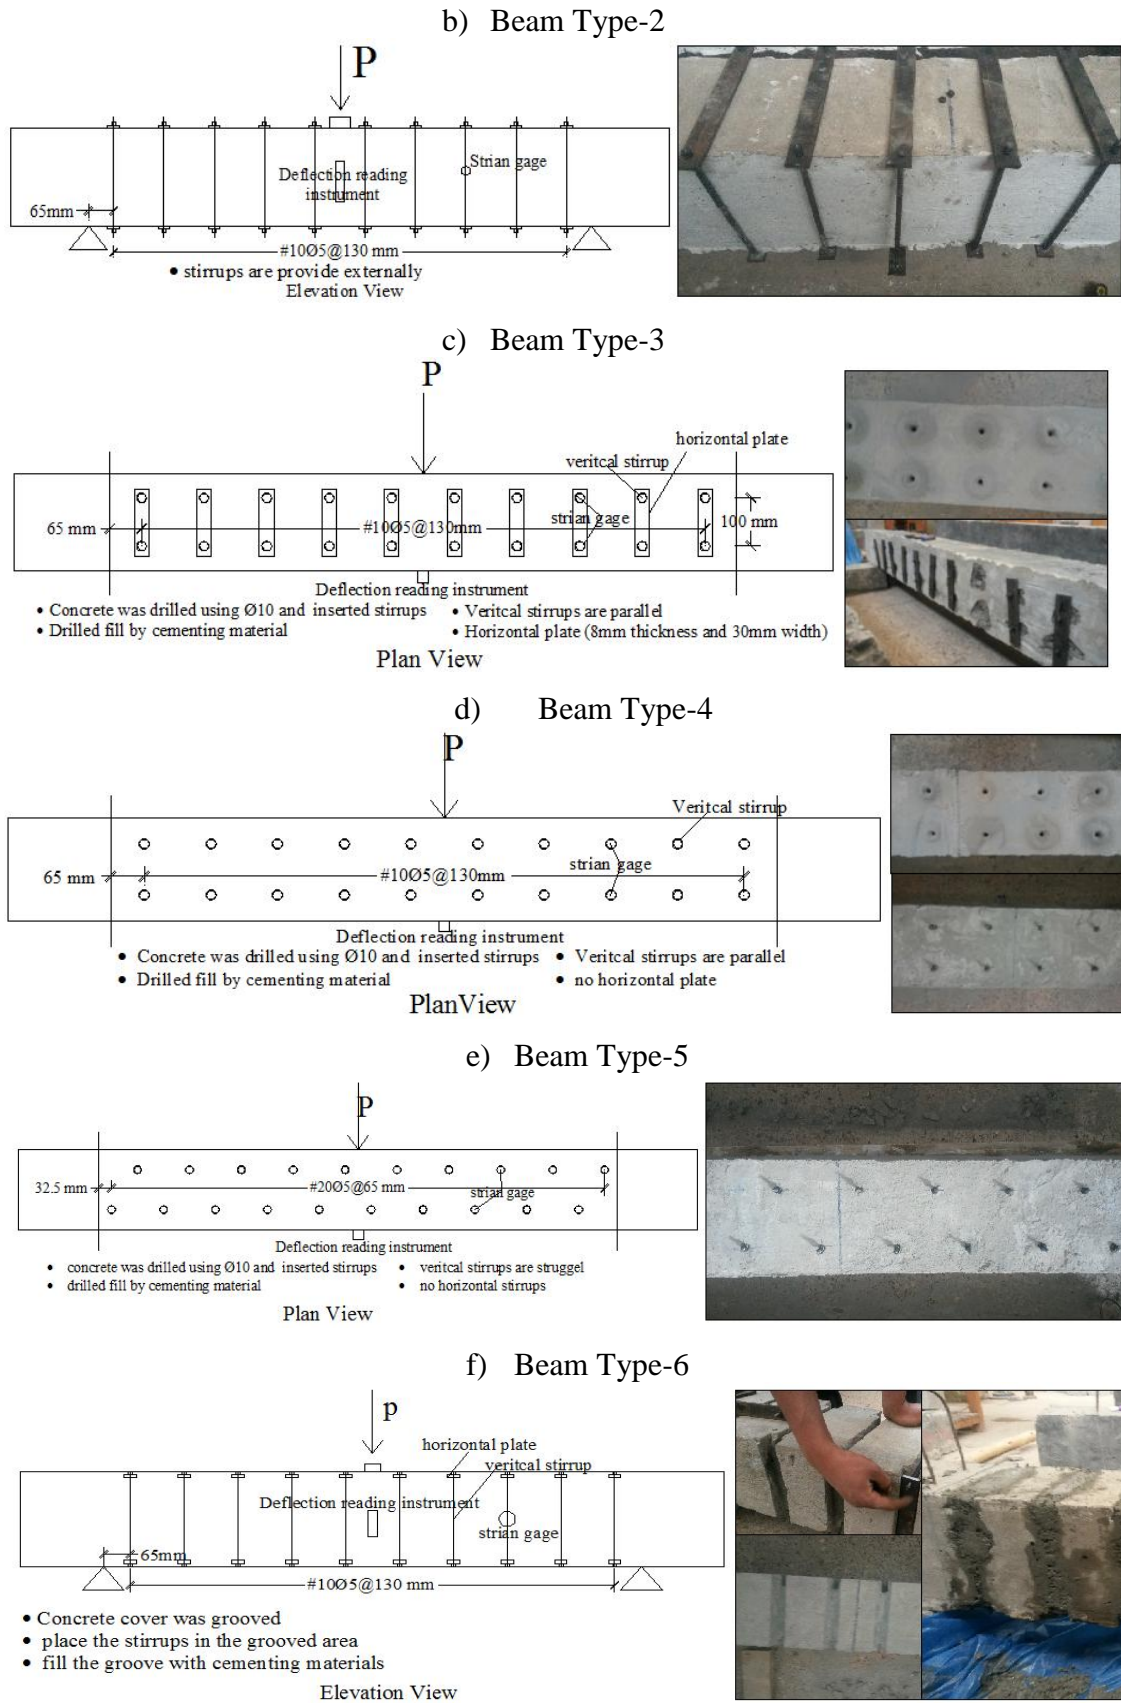 b) Beam Type-2
P
Strian gage
Deflection reading
instrument
65mm
#10Ø5@130 mm
• stirrups are provide externally
Elevation View
c) Beam Type-3
P
horizontal plate
veritcal stirrup
65 mm
#10Ø5@130mm
strian gage
100 mm
Deflection reading instrument
• Concrete was drilled using Ø10 and inserted stirrups
• Veritcal stirrups are parallel
• Drilled fill by cementing material
• Horizontal plate (8mm thickness and 30mm width)
Plan View
d) Beam Type-4
P
Veritcal stirrup
65 mm
#10Ø5@130mm
strian gage
Deflection reading instrument
• Concrete was drilled using Ø10 and inserted stirrups
• Veritcal stirrups are parallel
• Drilled fill by cementing material
• no horizontal plate
PlanView
e) Beam Type-5
P
32.5 mm
#20Ø5@65 mm
strian gage
Deflection reading instrument
• concrete was drilled using Ø10 and inserted stirrups
• veritcal stirrups are struggel
• drilled fill by cementing material
• no horizontal stirrups
Plan View
f) Beam Type-6
p
horizontal plate
veritcal stirrup
Deflection reading instrument
strian gage
65mm
#10Ø5@130 mm
• Concrete cover was grooved
• place the stirrups in the grooved area
• fill the groove with cementing materials
Elevation View